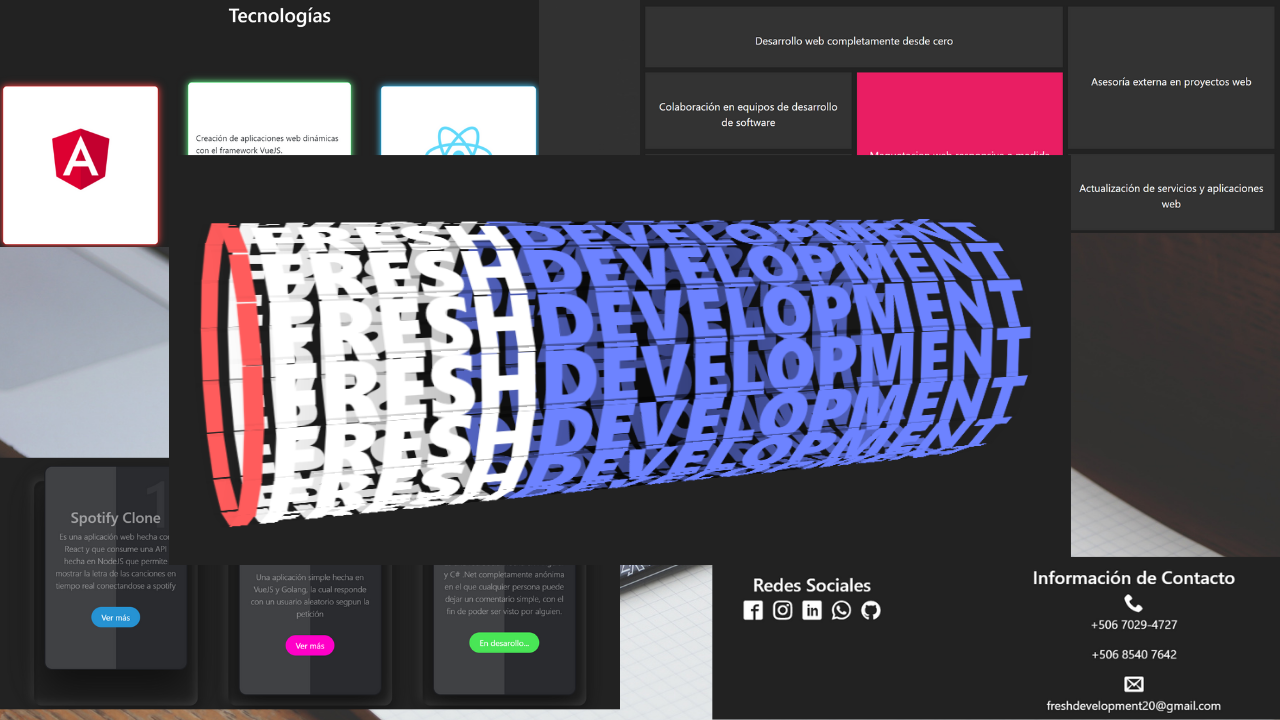 Tecnologías
Creación de aplicaciones web dinámicas
con el framework VueJS.
Desarrollo web completamente desde cero
Asesoría externa en proyectos web
Colaboración en equipos de desarrollo
de software
Maquetacion web responsive a medida
Actualización de servicios y aplicaciones
web
FRESH DEVELOPMENT
FRESH DEVELOPMENT
FRESH DEVELOPMENT
FRESH DEVELOPMENT
FRESH DEVELOPMENT
FRESH DEVELOPMENT
1
Spotify Clone
Es una aplicación web hecha con
React y que consume una API
hecha en NodeJS que permite
mostrar la letra de las canciones en
tiempo real conectandose a spotify
Ver más
Una aplicación simple hecha en
VueJS y Golang, la cual responde
con un usuario aleatorio segpun la
petición
Ver más
y C# .Net completamente anónima
en el que cualquier persona puede
dejar un comentario simple, con el
fin de poder ser visto por alguien.
En desarollo...
Redes Sociales
Información de Contacto
+506 7029-4727
+506 8540 7642
freshdevelopment20@gmail.com